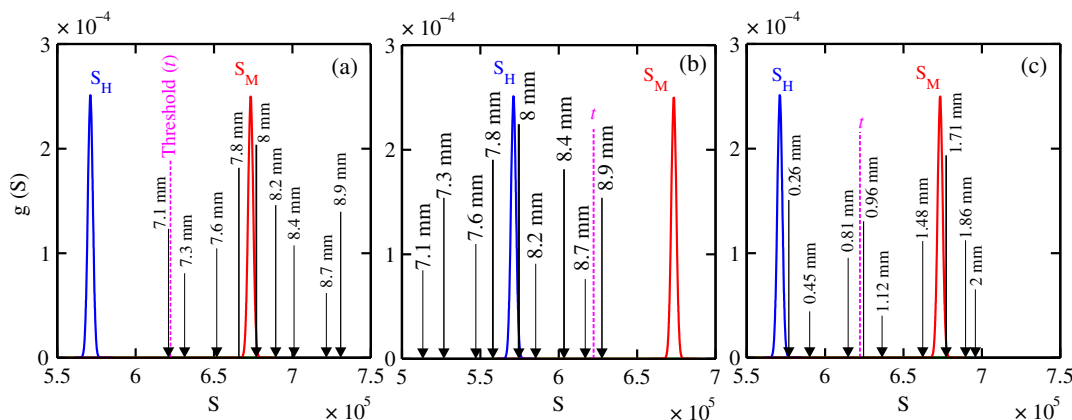 × 10⁻⁴ × 10⁻⁴ × 10⁻⁴
3 3 3
2 2 2
1 1 1
0 0 0
g (S)
S_H
Threshold (t)
S_M
(a)
7.1 mm
7.3 mm
7.6 mm
7.8 mm
8 mm
8.2 mm
8.4 mm
8.7 mm
8.9 mm
5.5 6 6.5 7 7.5
S
× 10⁵
S_H
(b)
S_M
t
7.1 mm
7.3 mm
7.6 mm
7.8 mm
8 mm
8.2 mm
8.4 mm
8.7 mm
8.9 mm
5 5.5 6 6.5 7
S
× 10⁵
S_H
S_M
(c)
t
0.26 mm
0.45 mm
0.81 mm
0.96 mm
1.12 mm
1.48 mm
1.71 mm
1.86 mm
2 mm
5.5 6 6.5 7 7.5
S
× 10⁵